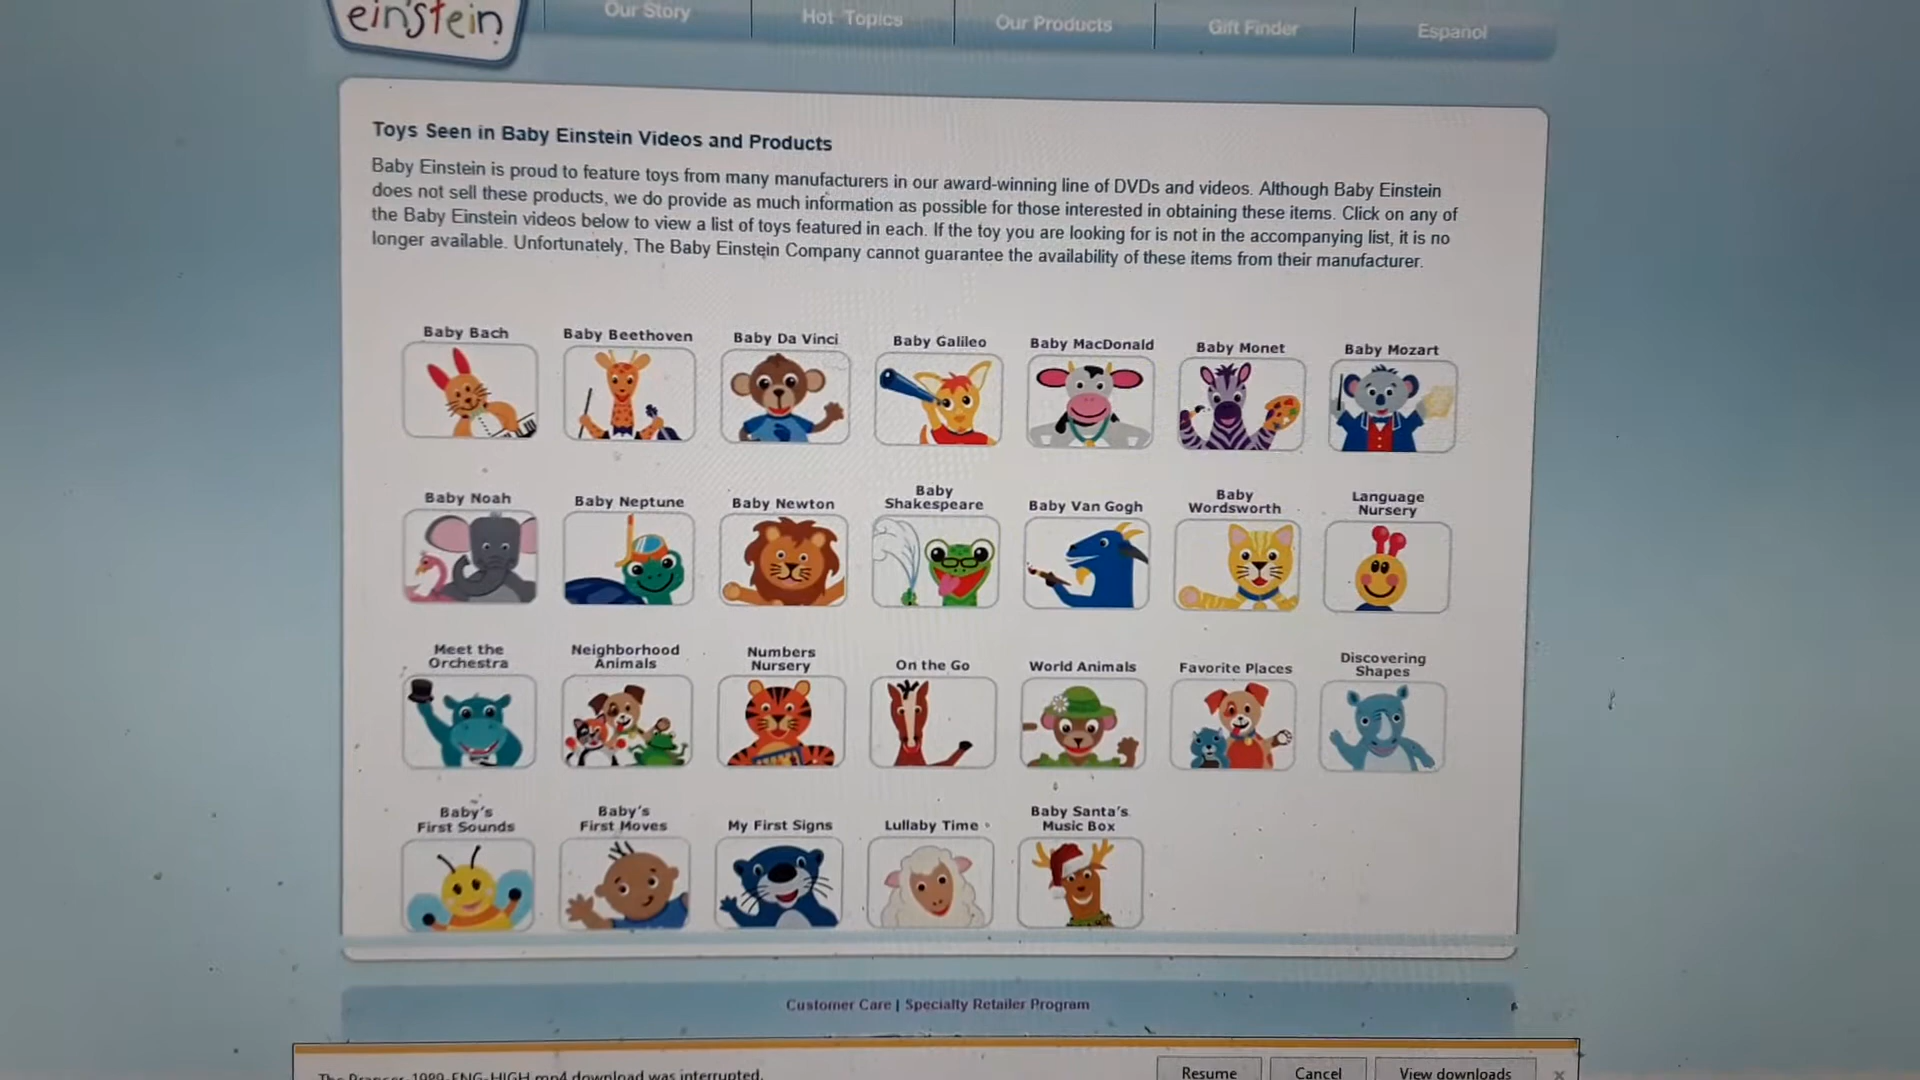 einstein
Our Story
Hot Topics
Our Products
Gift Finder
Español
Toys Seen in Baby Einstein Videos and Products
Baby Einstein is proud to feature toys from many manufacturers in our award-winning line of DVDs and videos. Although Baby Einstein
does not sell these products, we do provide as much information as possible for those interested in obtaining these items. Click on any of
the Baby Einstein videos below to view a list of toys featured in each. If the toy you are looking for is not in the accompanying list, it is no
longer available. Unfortunately, The Baby Einstein Company cannot guarantee the availability of these items from their manufacturer.
Baby Bach
Baby Beethoven
Baby Da Vinci
Baby Galileo
Baby MacDonald
Baby Monet
Baby Mozart
Baby Noah
Baby Neptune
Baby Newton
Baby
Shakespeare
Baby Van Gogh
Baby
Wordsworth
Language
Nursery
Meet the
Orchestra
Neighborhood
Animals
Numbers
Nursery
On the Go
World Animals
Favorite Places
Discovering
Shapes
Baby's
First Sounds
Baby's
First Moves
My First Signs
Lullaby Time
Baby Santa's
Music Box
Customer Care | Specialty Retailer Program
The Prancer 1989 ENG-HIGH.mp4 download was interrupted.
Resume
Cancel
View downloads